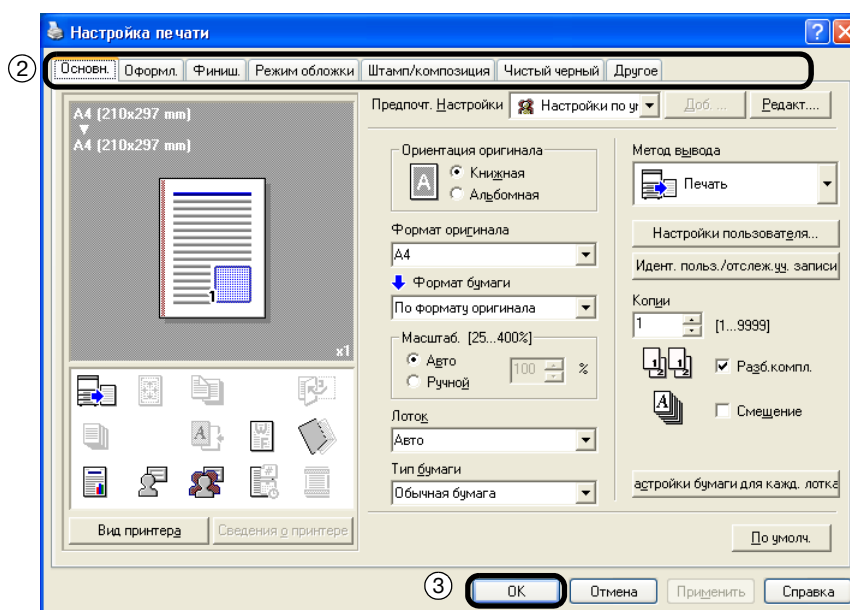 Настройка печати
②
Основн. Оформл. Финиш. Режим обложки Штамп/композиция Чистый черный Другое
A4 (210x297 mm)
A4 (210x297 mm)
1
x1
Вид принтера Сведения о принтере
Предпочт. Настройки Настройки по ут Доб. ... Редакт....
Ориентация оригинала
A
Книжная
Альбомная
Формат оригинала
A4
Формат бумаги
По формату оригинала
Масштаб. [25...400%]
Авто
100 %
Ручной
Лоток
Авто
Тип бумаги
Обычная бумага
Метод вывода
Печать
Настройки пользователя...
Идент. польз./отслеж.уч. записи
Копии
1 [1...9999]
Разб.компл.
Смещение
астройки бумаги для кажд. лотка
По умолч.
③
OK Отмена Применить Справка